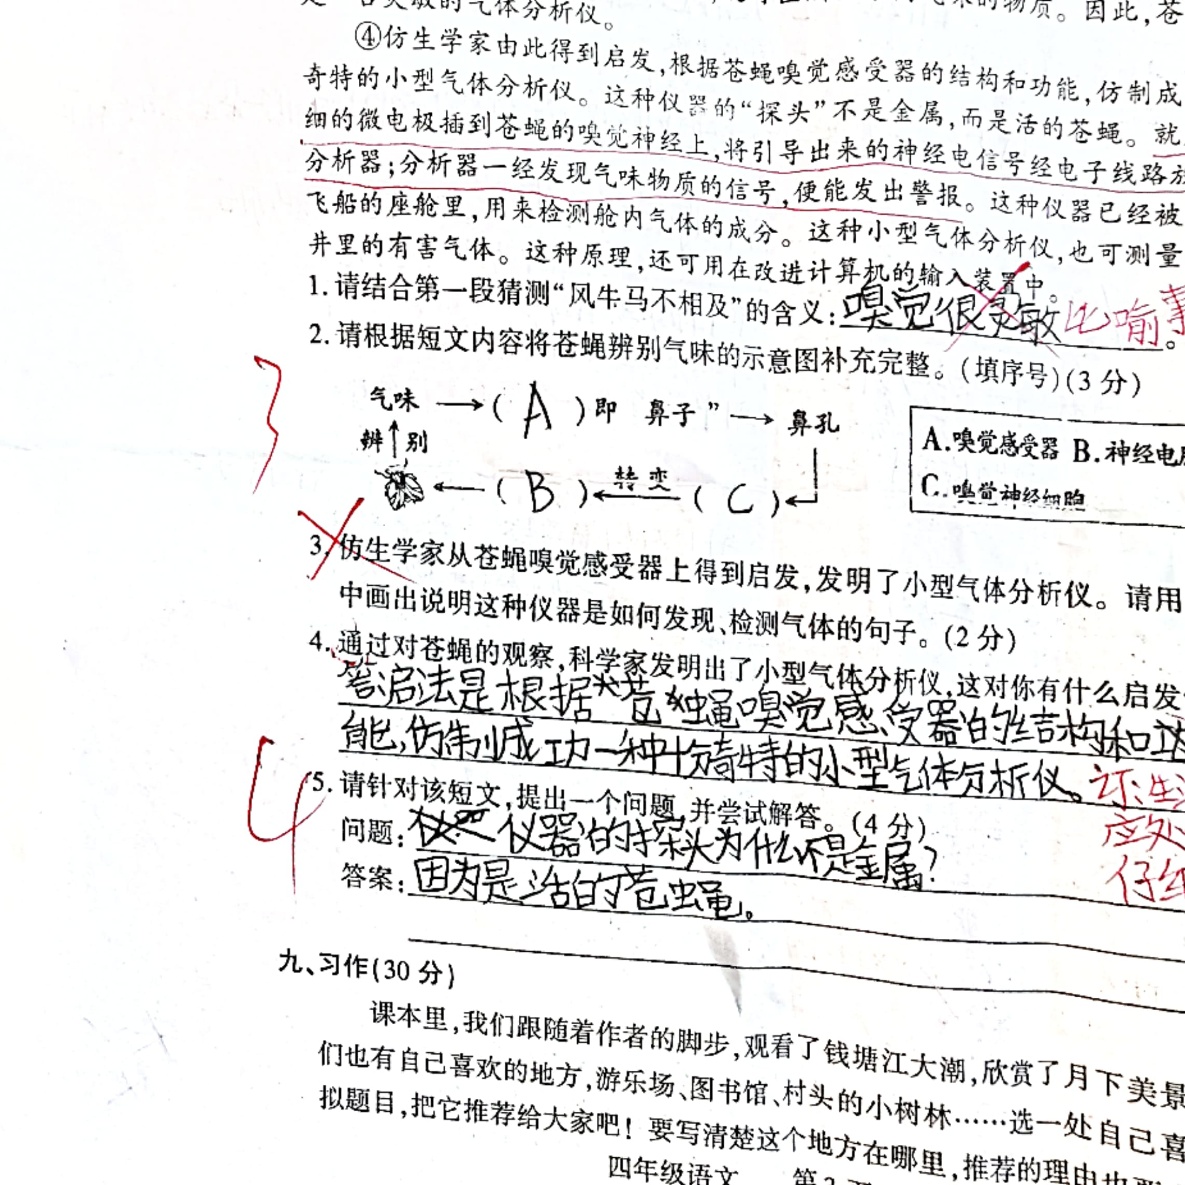 是一台灵敏的气体分析仪。 的物质。因此,苍
④仿生学家由此得到启发,根据苍蝇嗅觉感受器的结构和功能,仿制成
奇特的小型气体分析仪。这种仪器的“探头”不是金属,而是活的苍蝇。就
细的微电极插到苍蝇的嗅觉神经上,将引导出来的神经电信号经电子线路放
分析器;分析器一经发现气味物质的信号,便能发出警报。这种仪器已经被
飞船的座舱里,用来检测舱内气体的成分。这种小型气体分析仪,也可测量
井里的有害气体。这种原理,还可用在改进计算机的输入装置中。
1.请结合第一段猜测“风牛马不相及”的含义:嗅觉很灵敏 比喻事。
2.请根据短文内容将苍蝇辨别气味的示意图补充完整。(填序号)(3分)
3
气味 →( A )即 鼻子” → 鼻孔
辨 别
←( B ) 转变 ( C )
A.嗅觉感受器 B.神经电
C.嗅觉神经细胞
3.仿生学家从苍蝇嗅觉感受器上得到启发,发明了小型气体分析仪。请用
中画出说明这种仪器是如何发现、检测气体的句子。(2分)
4.通过对苍蝇的观察,科学家发明出了小型气体分析仪,这对你有什么启发
启法是根据 苍蝇嗅觉感受器的结构和功
能,仿制成功一种十分奇特的小型气体分析仪。
应处
仔细
4
5.请针对该短文,提出一个问题,并尝试解答。(4分)
问题:仪器的探头为什么不是金属?
答案:因为是活的苍蝇。
九、习作(30分)
课本里,我们跟随着作者的脚步,观看了钱塘江大潮,欣赏了月下美景
们也有自己喜欢的地方,游乐场、图书馆、村头的小树林……选一处自己喜
拟题目,把它推荐给大家吧!要写清楚这个地方在哪里,推荐的理由
四年级语文 第